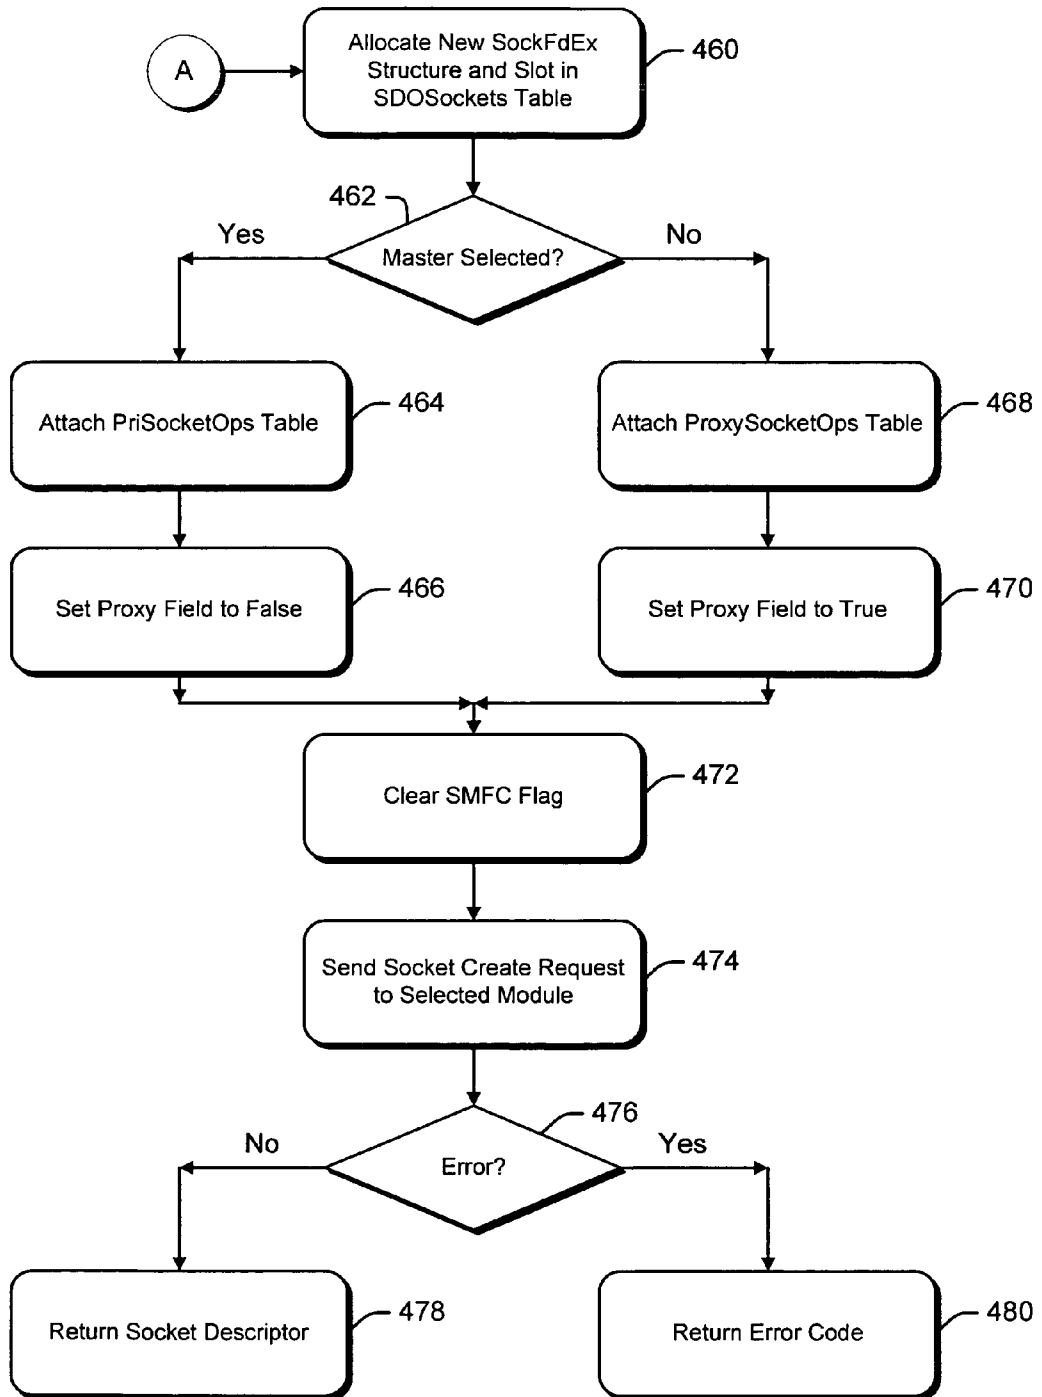 A
Allocate New SockFdEx
Structure and Slot in
SDOSockets Table
460
462
Yes
No
Master Selected?
Attach PriSocketOps Table
464
Attach ProxySocketOps Table
468
Set Proxy Field to False
466
Set Proxy Field to True
470
Clear SMFC Flag
472
Send Socket Create Request
to Selected Module
474
476
No
Yes
Error?
Return Socket Descriptor
478
Return Error Code
480